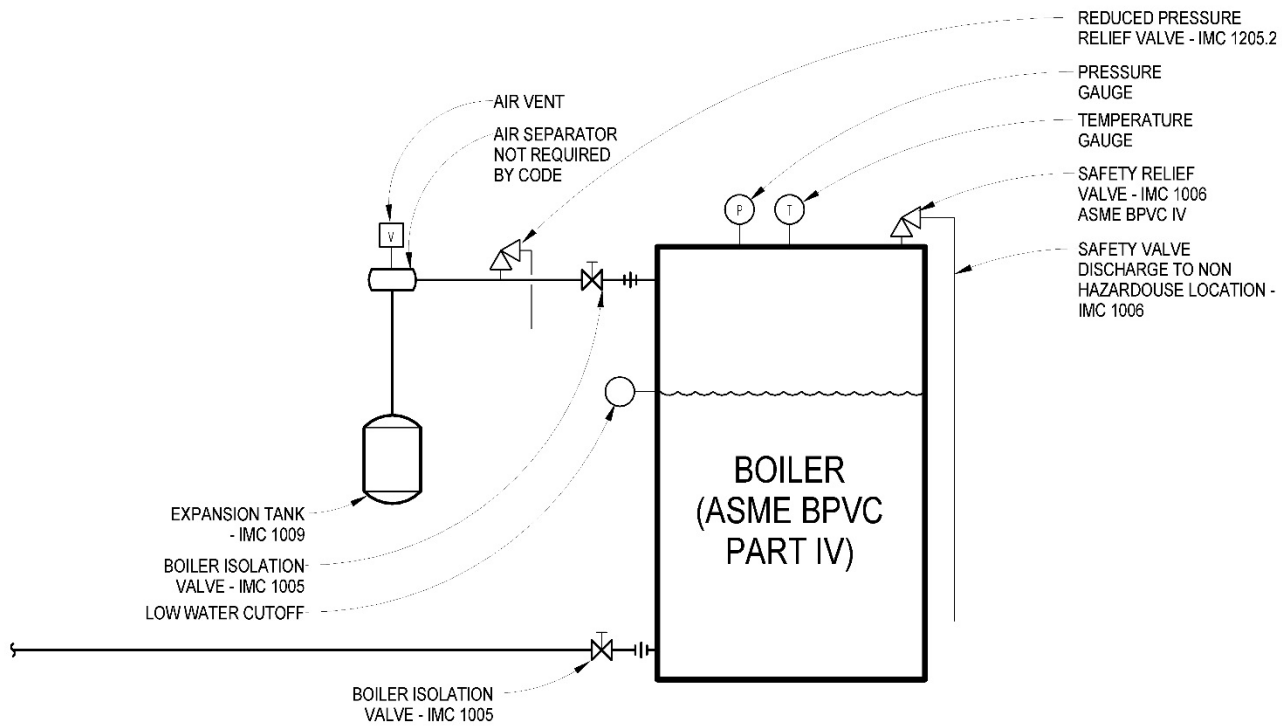 REDUCED PRESSURE
RELIEF VALVE - IMC 1205.2
PRESSURE
GAUGE
AIR VENT
TEMPERATURE
GAUGE
AIR SEPARATOR
NOT REQUIRED
BY CODE
SAFETY RELIEF
VALVE - IMC 1006
ASME BPVC IV
P
T
V
SAFETY VALVE
DISCHARGE TO NON
HAZARDOUSE LOCATION -
IMC 1006
BOILER
(ASME BPVC
PART IV)
EXPANSION TANK
- IMC 1009
BOILER ISOLATION
VALVE - IMC 1005
LOW WATER CUTOFF
BOILER ISOLATION
VALVE - IMC 1005